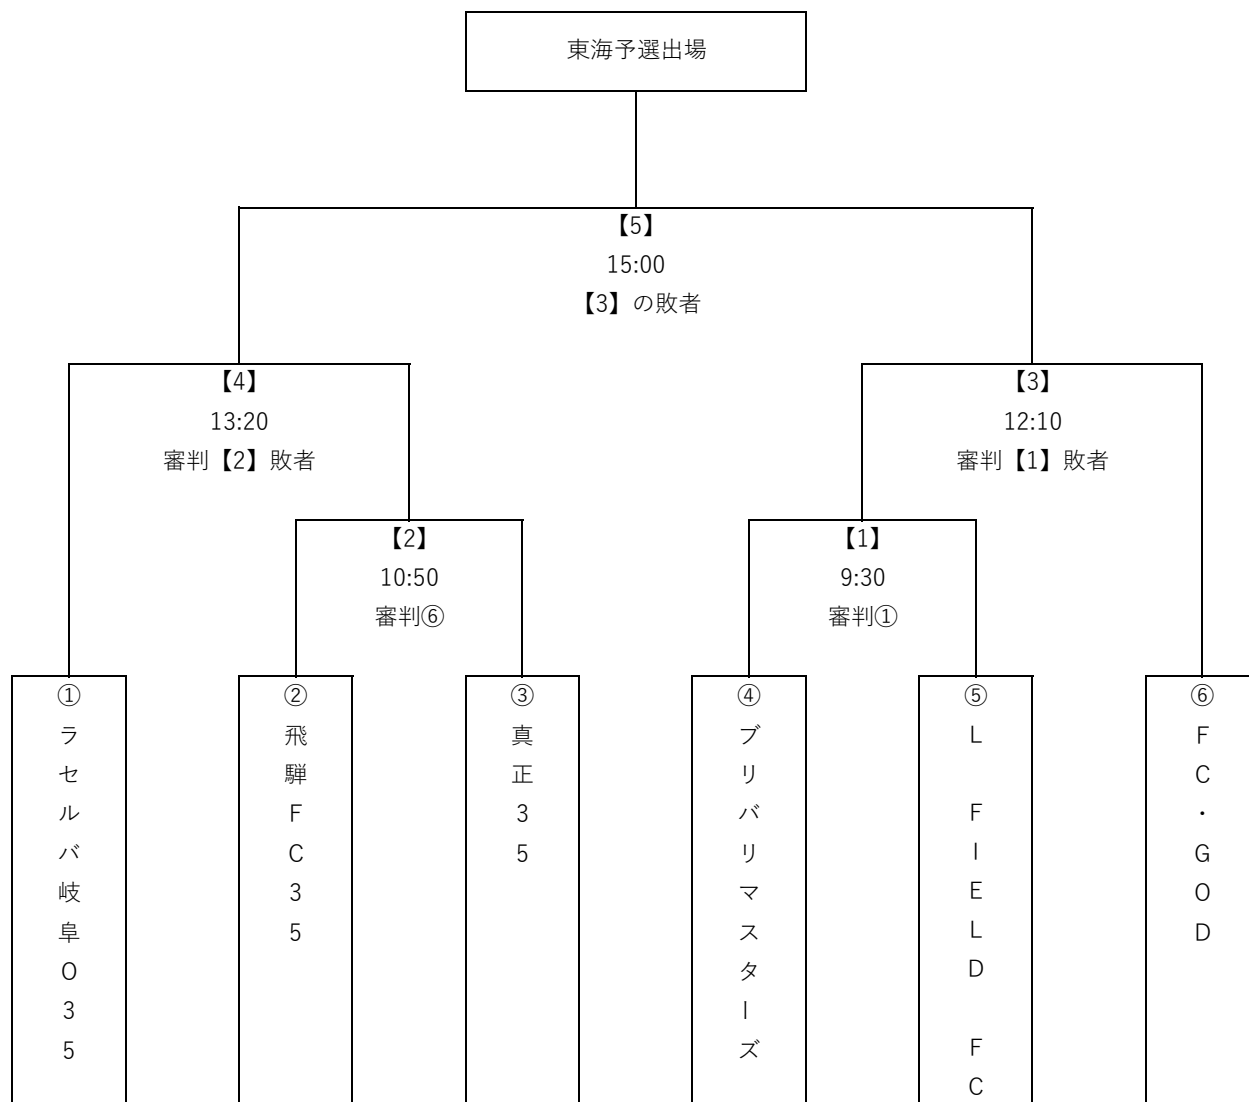 東海予選出場
【5】
15:00
【3】の敗者
【4】
13:20
審判【2】敗者
【3】
12:10
審判【1】敗者
【2】
10:50
審判⑥
【1】
9:30
審判①
①ラセルバ岐阜O35
②飛騨FC35
③真正35
④ブリバリマスターズ
⑤L FIELD FC
⑥FC・GOD